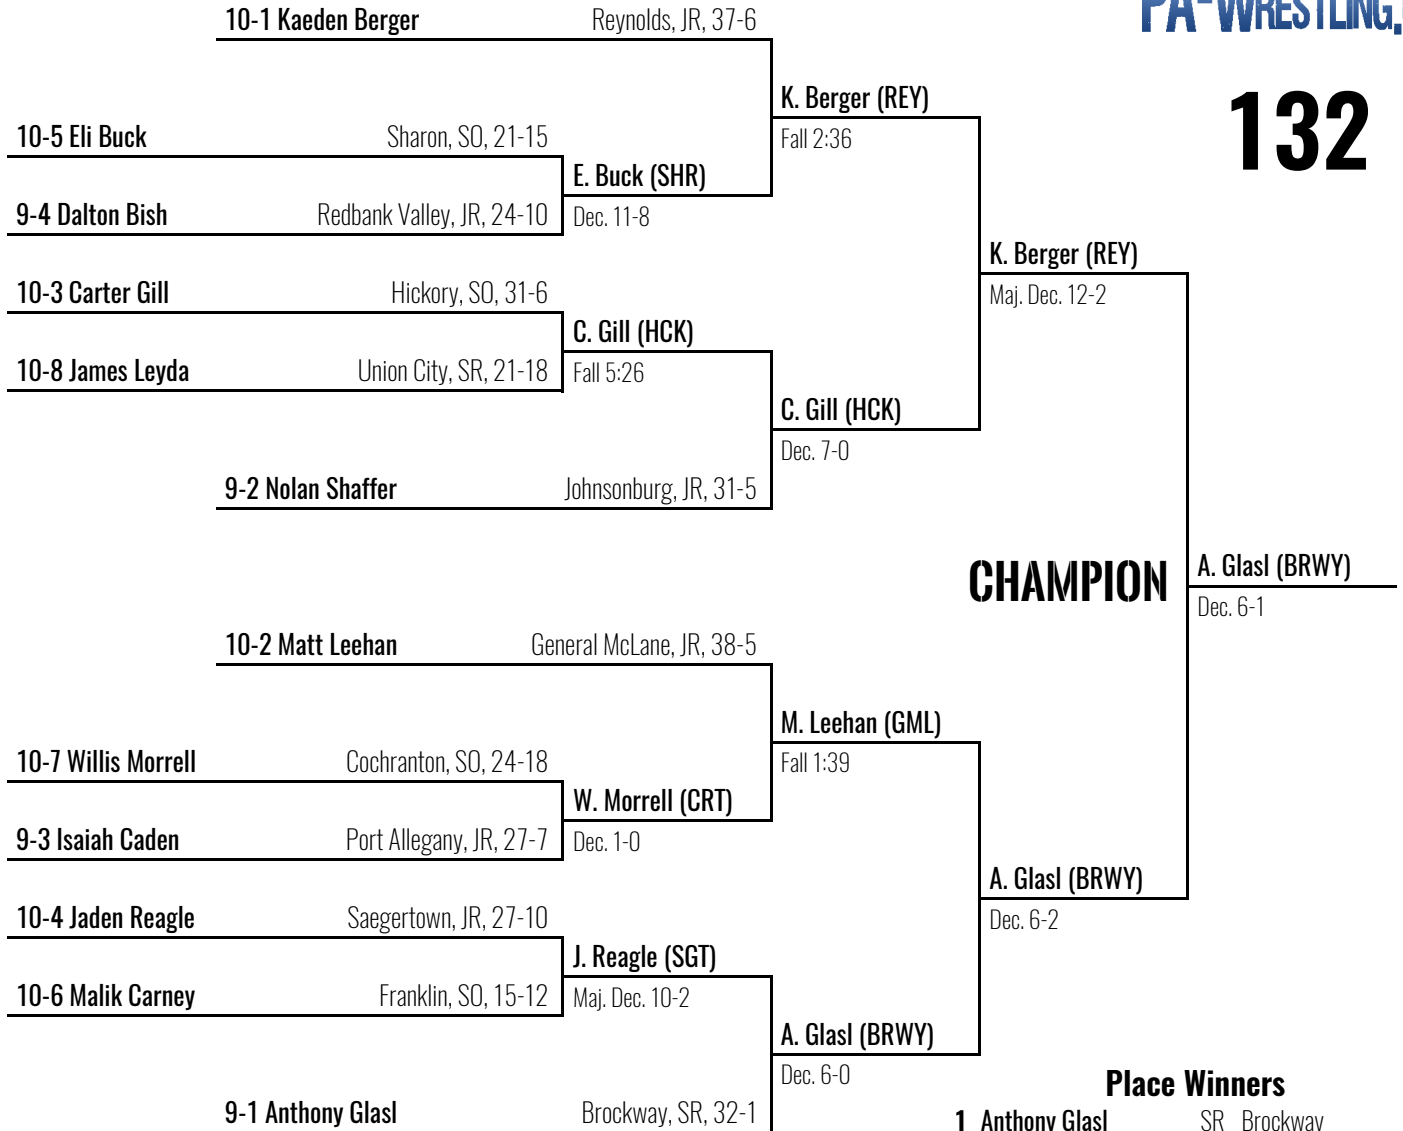 PA-WRESTLING.
10-1 Kaeden Berger Reynolds, JR, 37-6
K. Berger (REY)
132
Fall 2:36
10-5 Eli Buck Sharon, SO, 21-15
E. Buck (SHR)
9-4 Dalton Bish Redbank Valley, JR, 24-10
Dec. 11-8
K. Berger (REY)
10-3 Carter Gill Hickory, SO, 31-6
Maj. Dec. 12-2
C. Gill (HCK)
10-8 James Leyda Union City, SR, 21-18
Fall 5:26
C. Gill (HCK)
Dec. 7-0
9-2 Nolan Shaffer Johnsonburg, JR, 31-5
CHAMPION
A. Glasl (BRWY)
Dec. 6-1
10-2 Matt Leehan General McLane, JR, 38-5
M. Leehan (GML)
10-7 Willis Morrell Cochranton, SO, 24-18
Fall 1:39
W. Morrell (CRT)
9-3 Isaiah Caden Port Allegany, JR, 27-7
Dec. 1-0
A. Glasl (BRWY)
10-4 Jaden Reagle Saegertown, JR, 27-10
Dec. 6-2
J. Reagle (SGT)
10-6 Malik Carney Franklin, SO, 15-12
Maj. Dec. 10-2
A. Glasl (BRWY)
Dec. 6-0
Place Winners
9-1 Anthony Glasl Brockway, SR, 32-1
1 Anthony Glasl SR Brockway